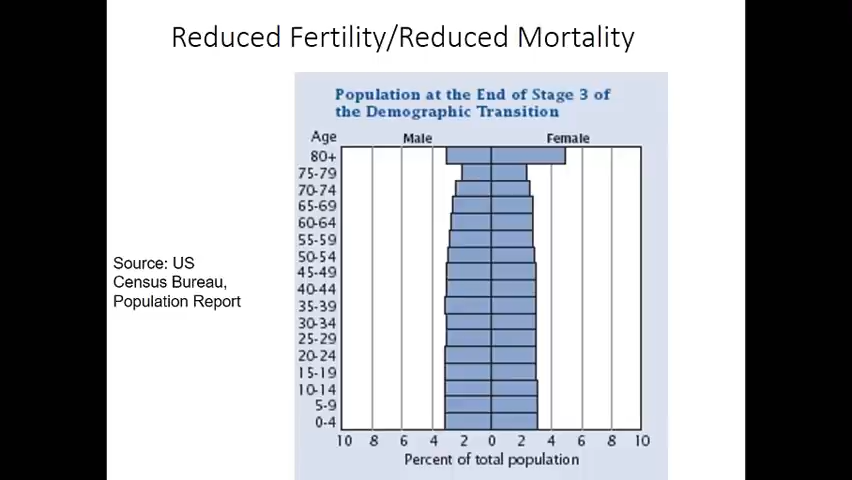 Reduced Fertility/Reduced Mortality
Population at the End of Stage 3 of
the Demographic Transition
Age
Male
Female
80+
75-79
70-74
65-69
60-64
55-59
50-54
45-49
40-44
35-39
30-34
25-29
20-24
15-19
10-14
5-9
0-4
10 8 6 4 2 0 2 4 6 8 10
Percent of total population
Source: US
Census Bureau,
Population Report